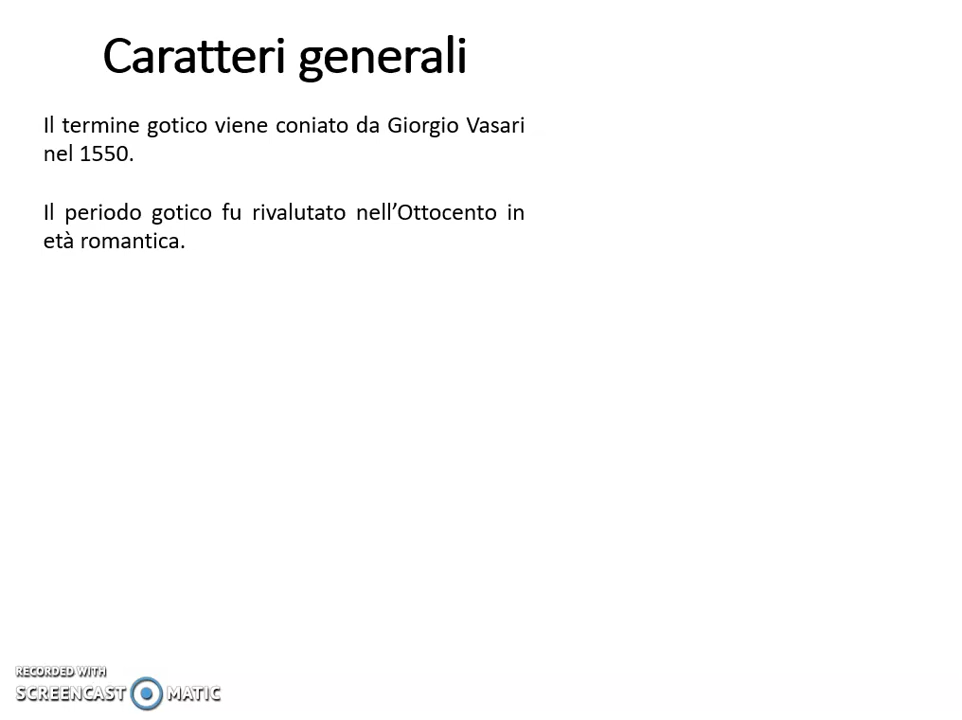 Caratteri generali
Il termine gotico viene coniato da Giorgio Vasari
nel 1550.
Il periodo gotico fu rivalutato nell’Ottocento in
età romantica.
RECORDED WITH
SCREENCAST MATIC